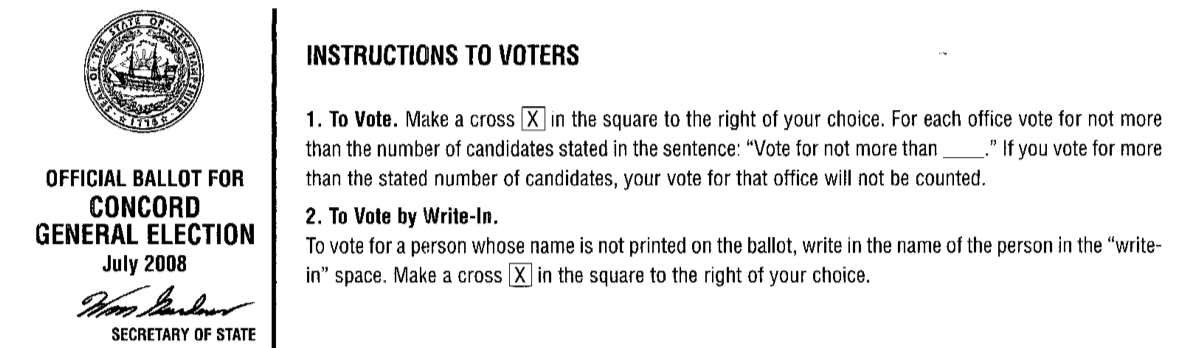 SEAL · OF · THE · STATE · OF · NEW HAMPSHIRE
1776
OFFICIAL BALLOT FOR
CONCORD
GENERAL ELECTION
July 2008
SECRETARY OF STATE
INSTRUCTIONS TO VOTERS
1. To Vote. Make a cross X in the square to the right of your choice. For each office vote for not more
than the number of candidates stated in the sentence: “Vote for not more than ____.” If you vote for more
than the stated number of candidates, your vote for that office will not be counted.
2. To Vote by Write-In.
To vote for a person whose name is not printed on the ballot, write in the name of the person in the “write-
in” space. Make a cross X in the square to the right of your choice.